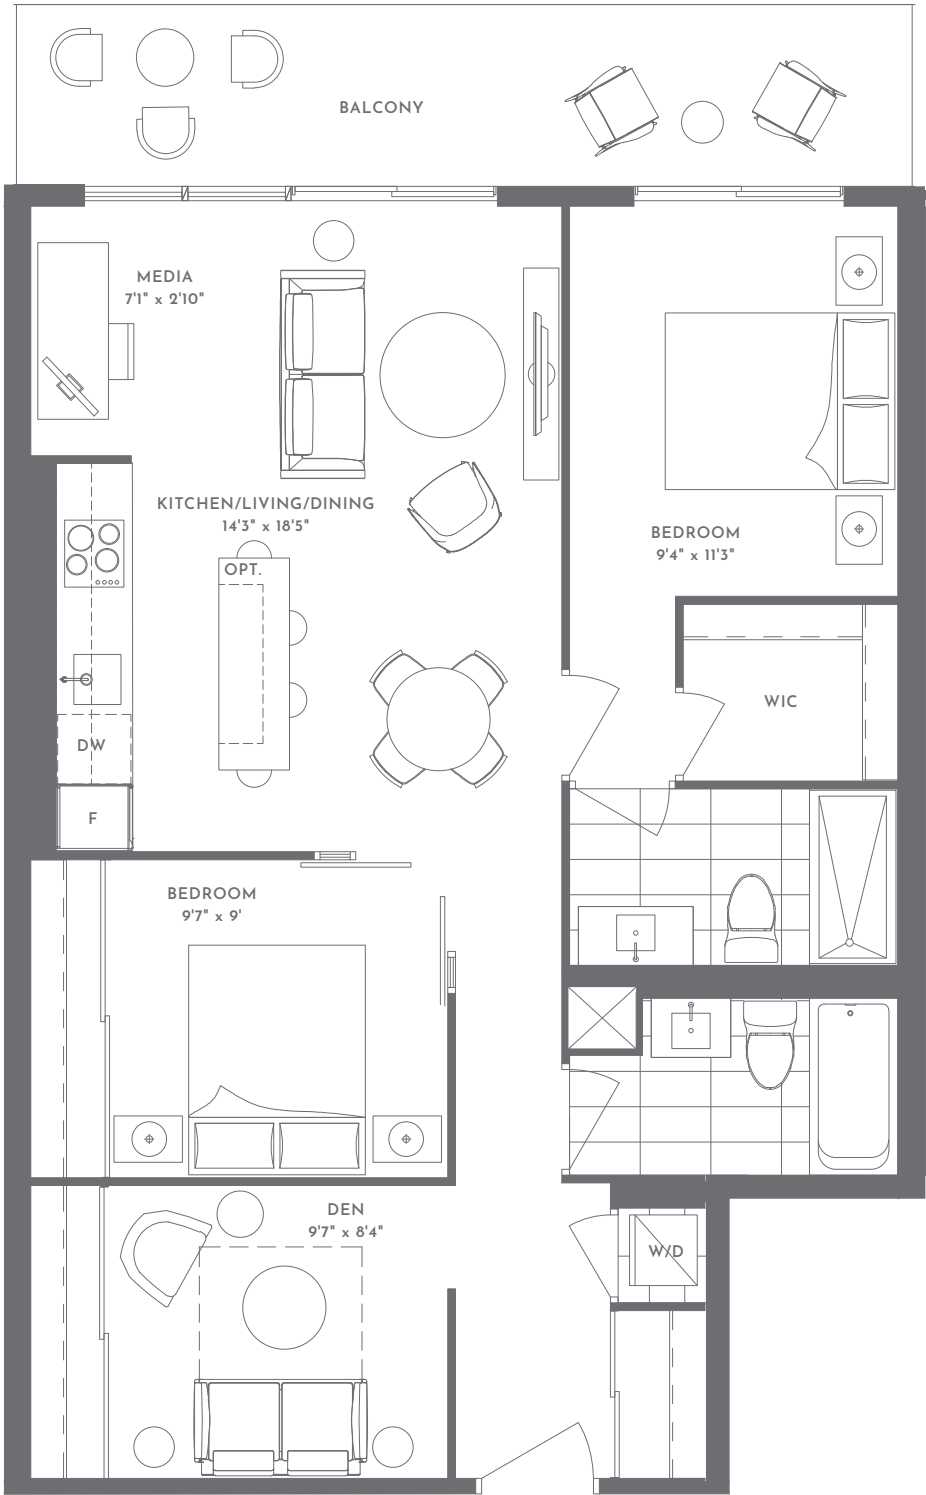 BALCONY
MEDIA
7'1" x 2'10"
KITCHEN/LIVING/DINING
14'3" x 18'5"
OPT.
BEDROOM
9'4" x 11'3"
WIC
DW
F
BEDROOM
9'7" x 9'
DEN
9'7" x 8'4"
W/D